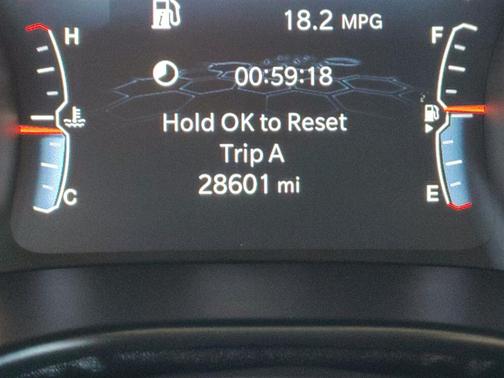 H
18.2 MPG
F
00:59:18
Hold OK to Reset
Trip A
28601 mi
C
E